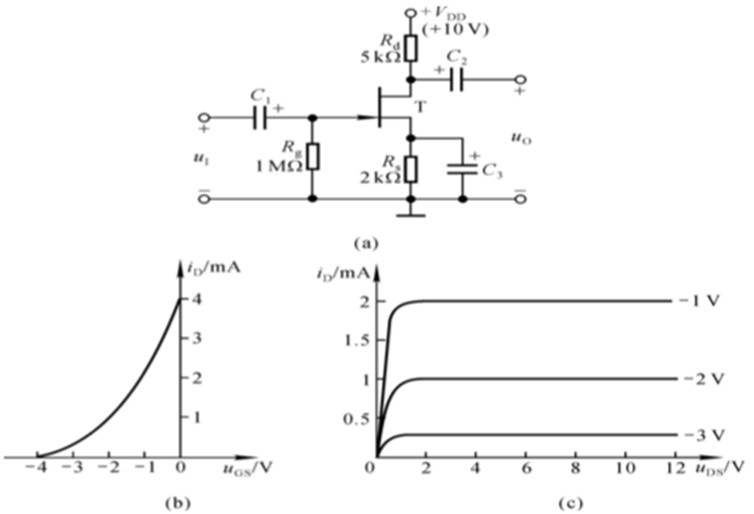 +V_DD
(+10 V)
R_d
5 kΩ
C_2
+
+
C_1
+
T
+
R_g
1 MΩ
u_I
R_s
2 kΩ
+
C_3
u_O
−
−
(a)
i_D/mA
4
3
2
1
−4 −3 −2 −1 0 u_GS/V
(b)
i_D/mA
2
1.5
1
0.5
−1 V
−2 V
−3 V
0 2 4 6 8 10 12 u_DS/V
(c)